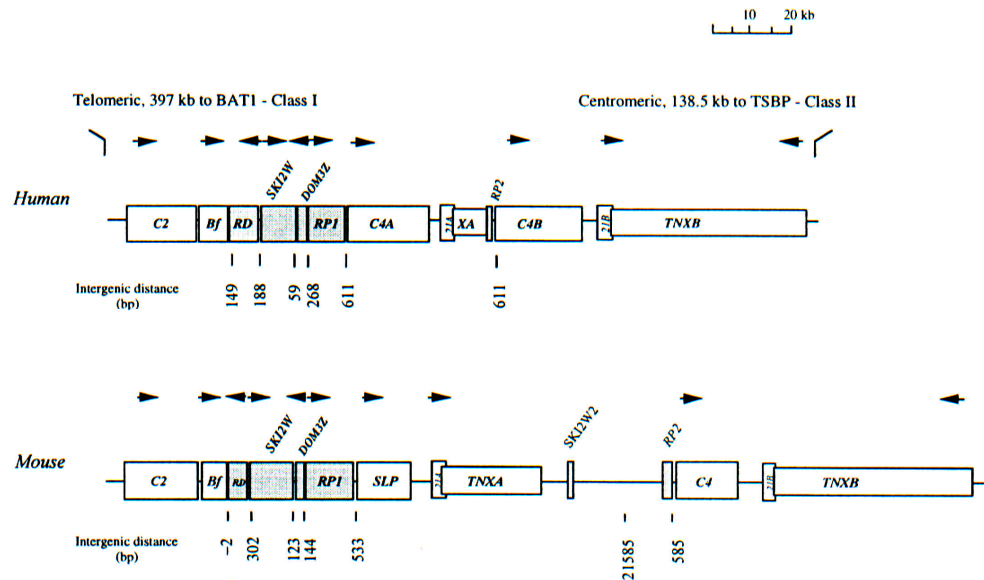 10 20 kb
Telomeric, 397 kb to BAT1 - Class I
Centromeric, 138.5 kb to TSBP - Class II
SKI2W
DOM3Z
RP2
Human
C2 Bf RD RP1 C4A 21A XA C4B 21B TNXB
Intergenic distance
(bp)
149 188 59 268 611 611
SKI2W
DOM3Z
SKI2W2
RP2
Mouse
C2 Bf RD RP1 SLP 21A TNXA C4 21B TNXB
Intergenic distance
(bp)
-2 302 123 144 533 21585 585